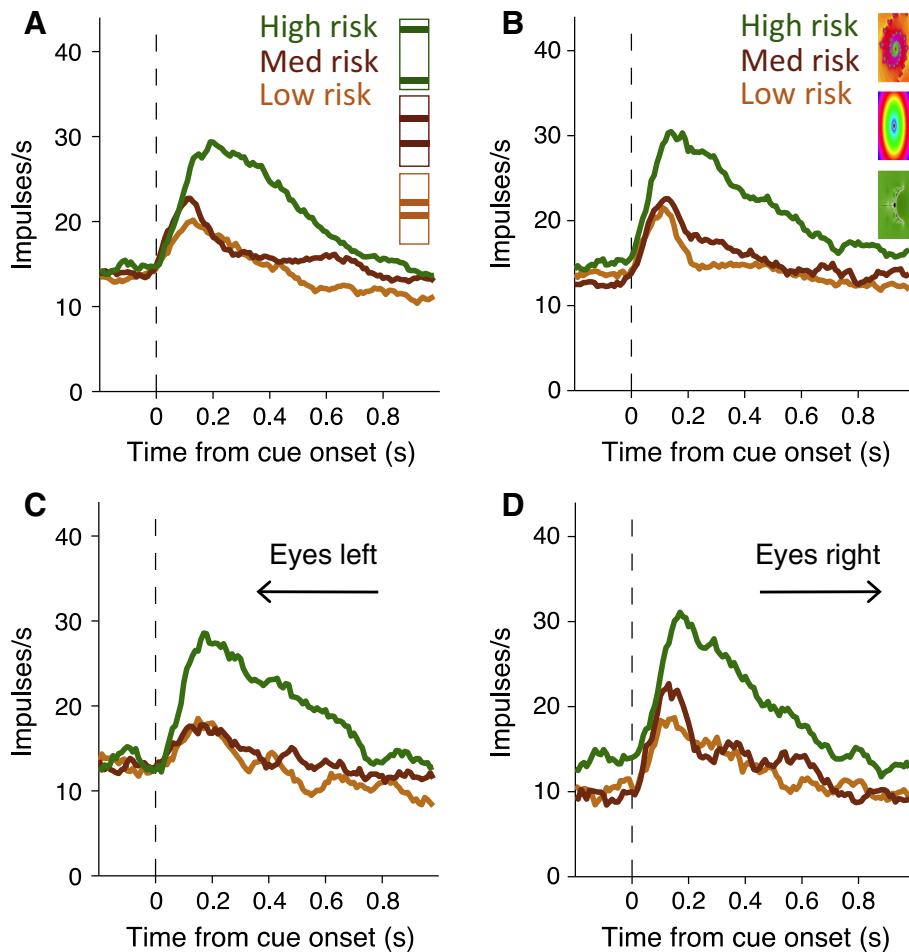 A
High risk
Med risk
Low risk
Impulses/s
40
30
20
10
0
0 0.2 0.4 0.6 0.8
Time from cue onset (s)
B
High risk
Med risk
Low risk
Impulses/s
40
30
20
10
0
0 0.2 0.4 0.6 0.8
Time from cue onset (s)
C
Eyes left
Impulses/s
40
30
20
10
0
0 0.2 0.4 0.6 0.8
Time from cue onset (s)
D
Eyes right
Impulses/s
40
30
20
10
0
0 0.2 0.4 0.6 0.8
Time from cue onset (s)